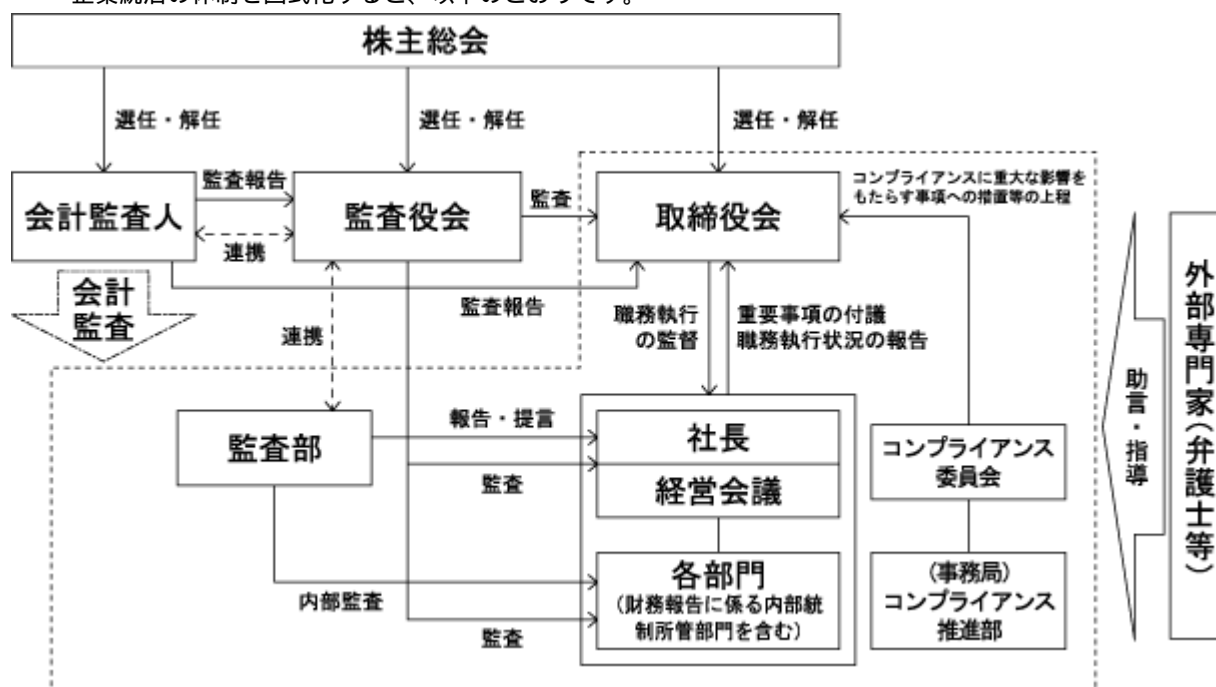 企業統治の体制を図式化すると、以下のとおりです。
株主総会
選任・解任
選任・解任
選任・解任
会計監査人
監査報告
連携
監査役会
監査
取締役会
コンプライアンスに重大な影響を
もたらす事項への措置等の上程
会計
監査
監査報告
連携
職務執行
の監督
重要事項の付議
職務執行状況の報告
監査部
報告・提言
監査
社長
経営会議
コンプライアンス
委員会
内部監査
監査
各部門
(財務報告に係る内部統
制所管部門を含む)
(事務局)
コンプライアンス
推進部
助言・指導
外部専門家(弁護士等)